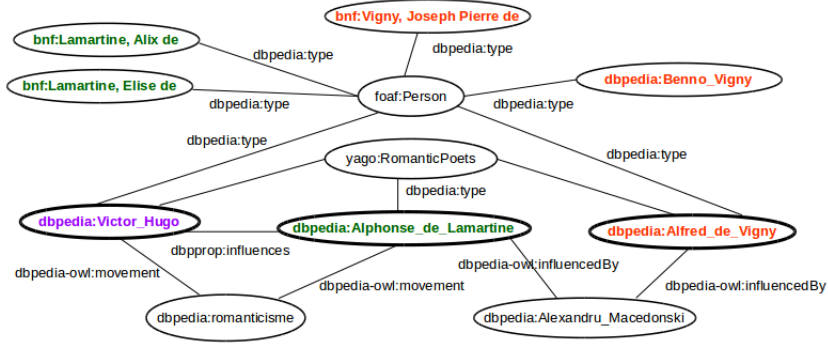 bnf:Vigny, Joseph Pierre de
bnf:Lamartine, Alix de
dbpedia:type
dbpedia:type
bnf:Lamartine, Elise de
dbpedia:type
foaf:Person
dbpedia:type
dbpedia:Benno_Vigny
dbpedia:type
dbpedia:type
yago:RomanticPoets
dbpedia:type
dbpedia:Victor_Hugo
dbpedia:Alphonse_de_Lamartine
dbpedia:Alfred_de_Vigny
dbpprop:influences
dbpedia-owl:movement
dbpedia-owl:influencedBy
dbpedia-owl:movement
dbpedia-owl:influencedBy
dbpedia:romanticisme
dbpedia:Alexandru_Macedonski